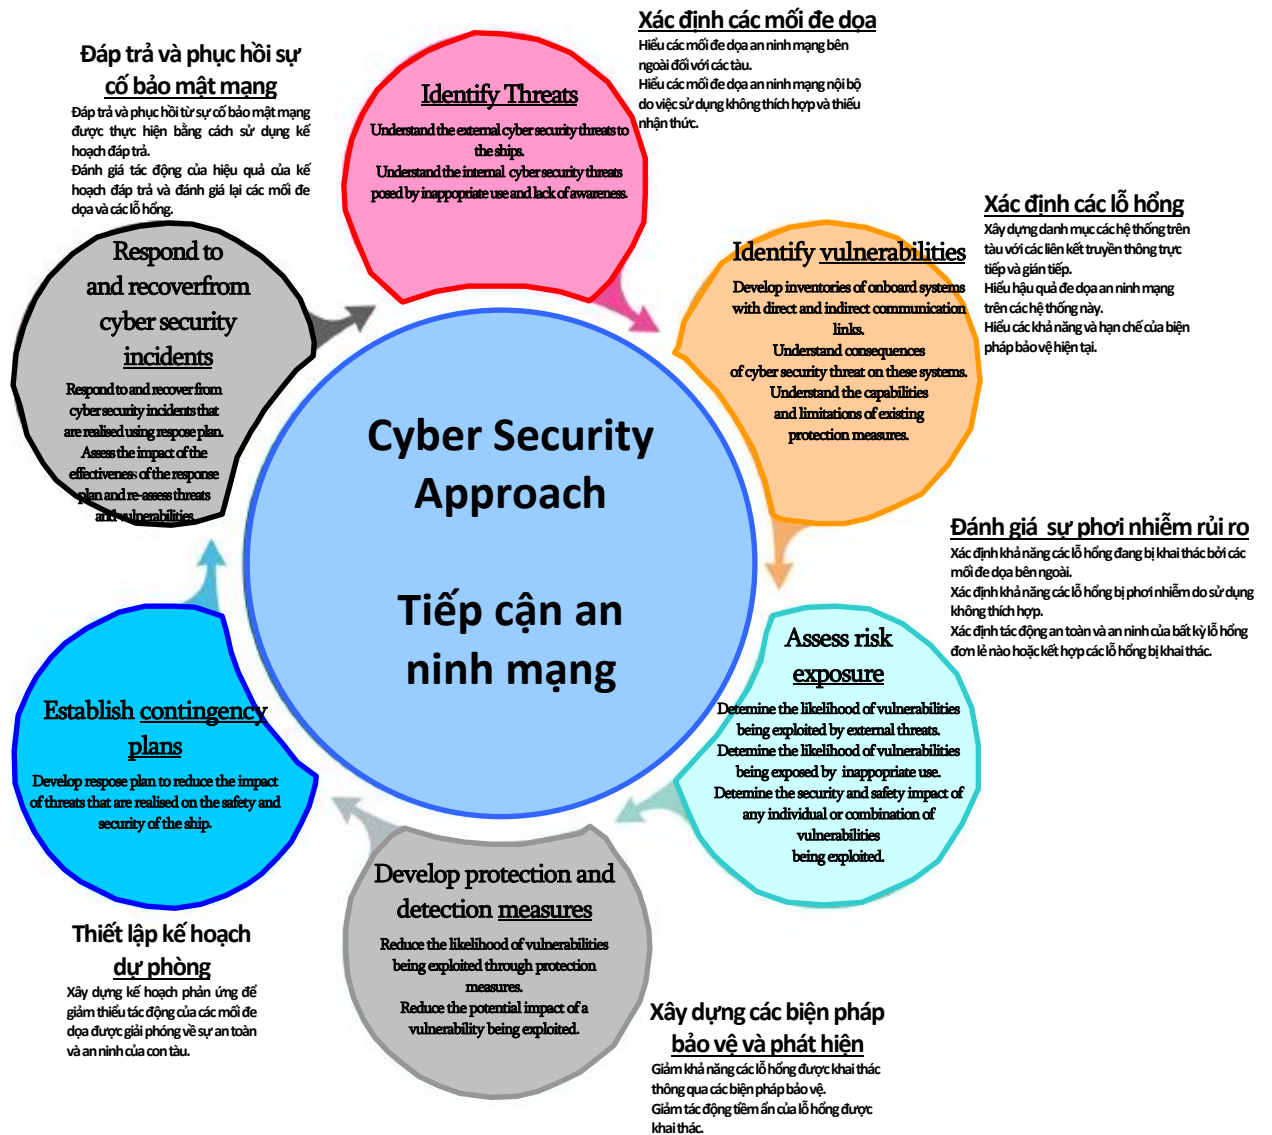 Xác định các mối đe dọa
Hiểu các mối đe dọa an ninh mạng bên
ngoài đối với các tàu.
Hiểu các mối đe dọa an ninh mạng nội bộ
do việc sử dụng không thích hợp và thiếu
nhận thức.
Đáp trả và phục hồi sự
cố bảo mật mạng
Đáp trả và phục hồi từ sự cố bảo mật mạng
được thực hiện bằng cách sử dụng kế
hoạch đáp trả.
Đánh giá tác động của hiệu quả của kế
hoạch đáp trả và đánh giá lại các mối đe
dọa và các lỗ hổng.
Identify Threats
Understand the external cyber security threats to
the ships.
Understand the internal cyber security threats
posed by inappopriate use and lack of awareness.
Xác định các lỗ hổng
Xây dựng danh mục các hệ thống trên
tàu với các liên kết truyền thông trực
tiếp và gián tiếp.
Hiểu hậu quả đe dọa an ninh mạng
trên các hệ thống này.
Hiểu các khả năng và hạn chế của biện
pháp bảo vệ hiện tại.
Identify vulnerabilities
Develop inventories of onboard systems
with direct and indirect communication
links.
Understand consequences
of cyber security threat on these systems.
Understand the capabilities
and limitations of existing
protection measures.
Respond to
and recoverfrom
cyber security
incidents
Respond to and recover from
cyber security incidents that
are realised using respose plan.
Assess the impact of the
effectiveness of the response
plan and re-assess threats
and vulnerabilities
Cyber Security
Approach
Tiếp cận an
ninh mạng
Đánh giá sự phơi nhiễm rủi ro
Xác định khả năng các lỗ hổng đang bị khai thác bởi các
mối đe dọa bên ngoài.
Xác định khả năng các lỗ hổng bị phơi nhiễm do sử dụng
không thích hợp.
Xác định tác động an toàn và an ninh của bất kỳ lỗ hổng
đơn lẻ nào hoặc kết hợp các lỗ hổng bị khai thác.
Assess risk
exposure
Detemine the likelihood of vulnerabilities
being exploited by external threats.
Detemine the likelihood of vulnerabilities
being exposed by inappopriate use.
Detemine the security and safety impact of
any individual or combination of
vulnerabilities
being exploited.
Establish contingency
plans
Develop respose plan to reduce the impact
of threats that are realised on the safety and
security of the ship.
Develop protection and
detection measures
Reduce the likelihood of vulnerabilities
being exploited through protection
measures.
Reduce the potential impact of a
vulnerability being exploited.
Thiết lập kế hoạch
dự phòng
Xây dựng kế hoạch phản ứng để
giảm thiểu tác động của các mối đe
dọa được giải phóng về sự an toàn
và an ninh của con tàu.
Xây dựng các biện pháp
bảo vệ và phát hiện
Giảm khả năng các lỗ hổng được khai thác
thông qua các biện pháp bảo vệ.
Giảm tác động tiềm ẩn của lỗ hổng được
khai thác.